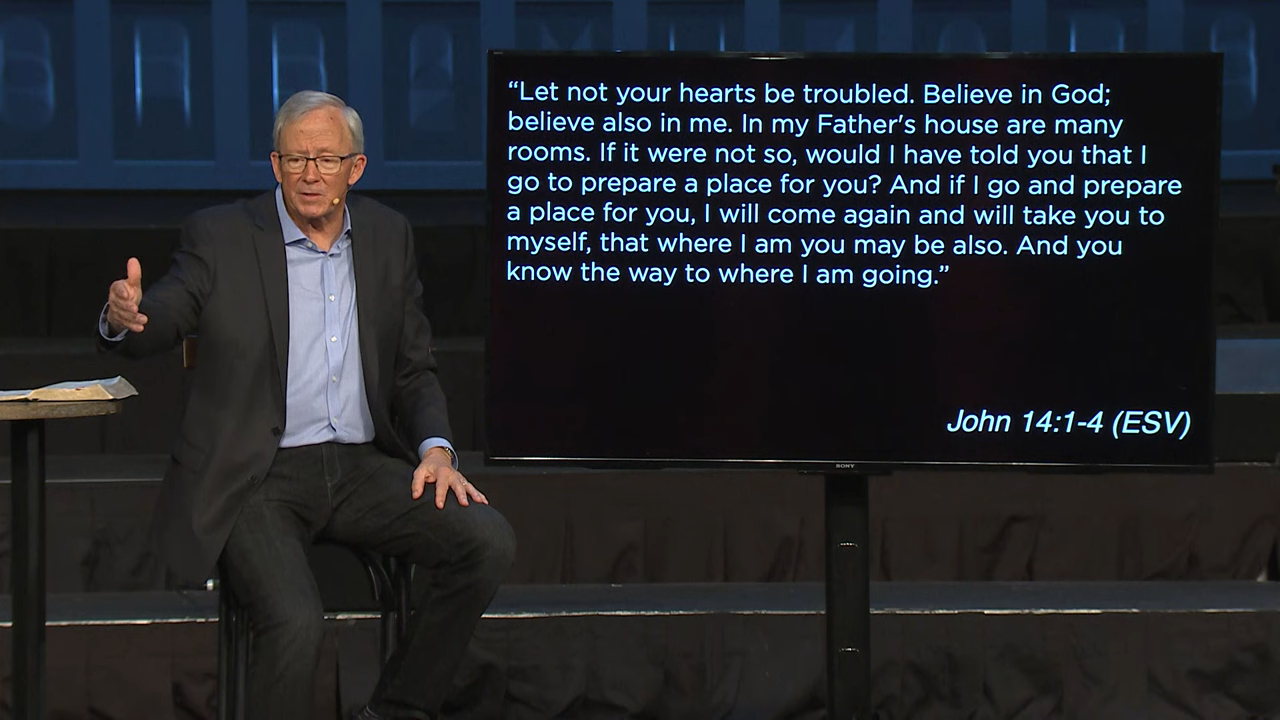 “Let not your hearts be troubled. Believe in God;
believe also in me. In my Father's house are many
rooms. If it were not so, would I have told you that I
go to prepare a place for you? And if I go and prepare
a place for you, I will come again and will take you to
myself, that where I am you may be also. And you
know the way to where I am going.”
John 14:1-4 (ESV)
SONY